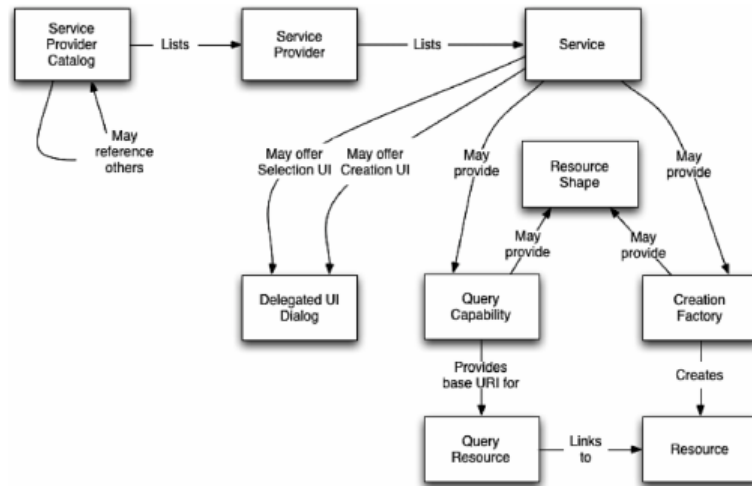 Service
Provider
Catalog
Lists
Service
Provider
Lists
Service
May
reference
others
May offer
Selection UI
May offer
Creation UI
May
provide
Resource
Shape
May
provide
May
provide
May
provide
Delegated UI
Dialog
Query
Capability
Creation
Factory
Provides
base URI for
Creates
Query
Resource
Links
to
Resource